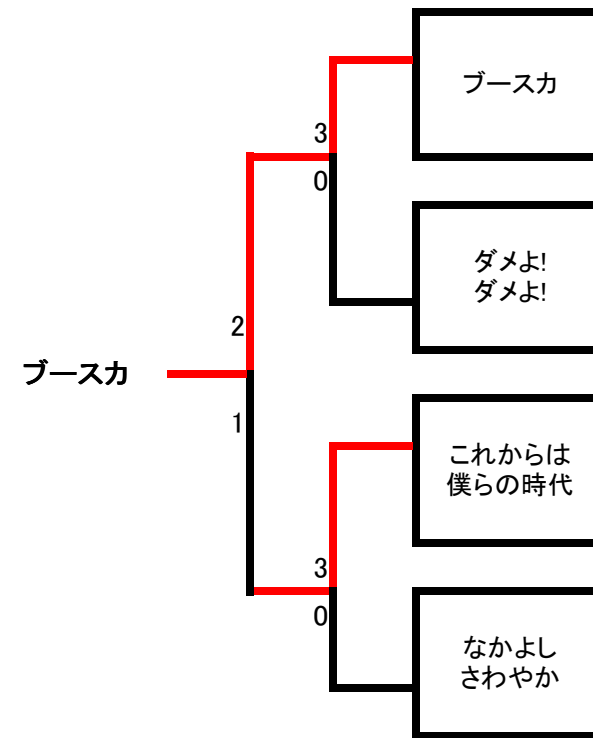 ブースカ
3
0
ダメよ!
ダメよ!
2
ブースカ
1
これからは
僕らの時代
3
0
なかよし
さわやか